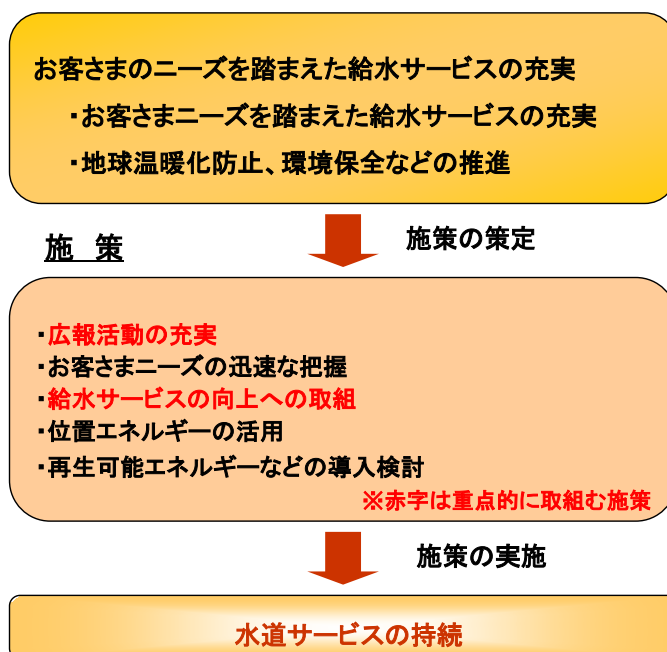 お客さまのニーズを踏まえた給水サービスの充実
・お客さまニーズを踏まえた給水サービスの充実
・地球温暖化防止、環境保全などの推進
施策の策定
施　策
・広報活動の充実
・お客さまニーズの迅速な把握
・給水サービスの向上への取組
・位置エネルギーの活用
・再生可能エネルギーなどの導入検討
※赤字は重点的に取組む施策
施策の実施
水道サービスの持続